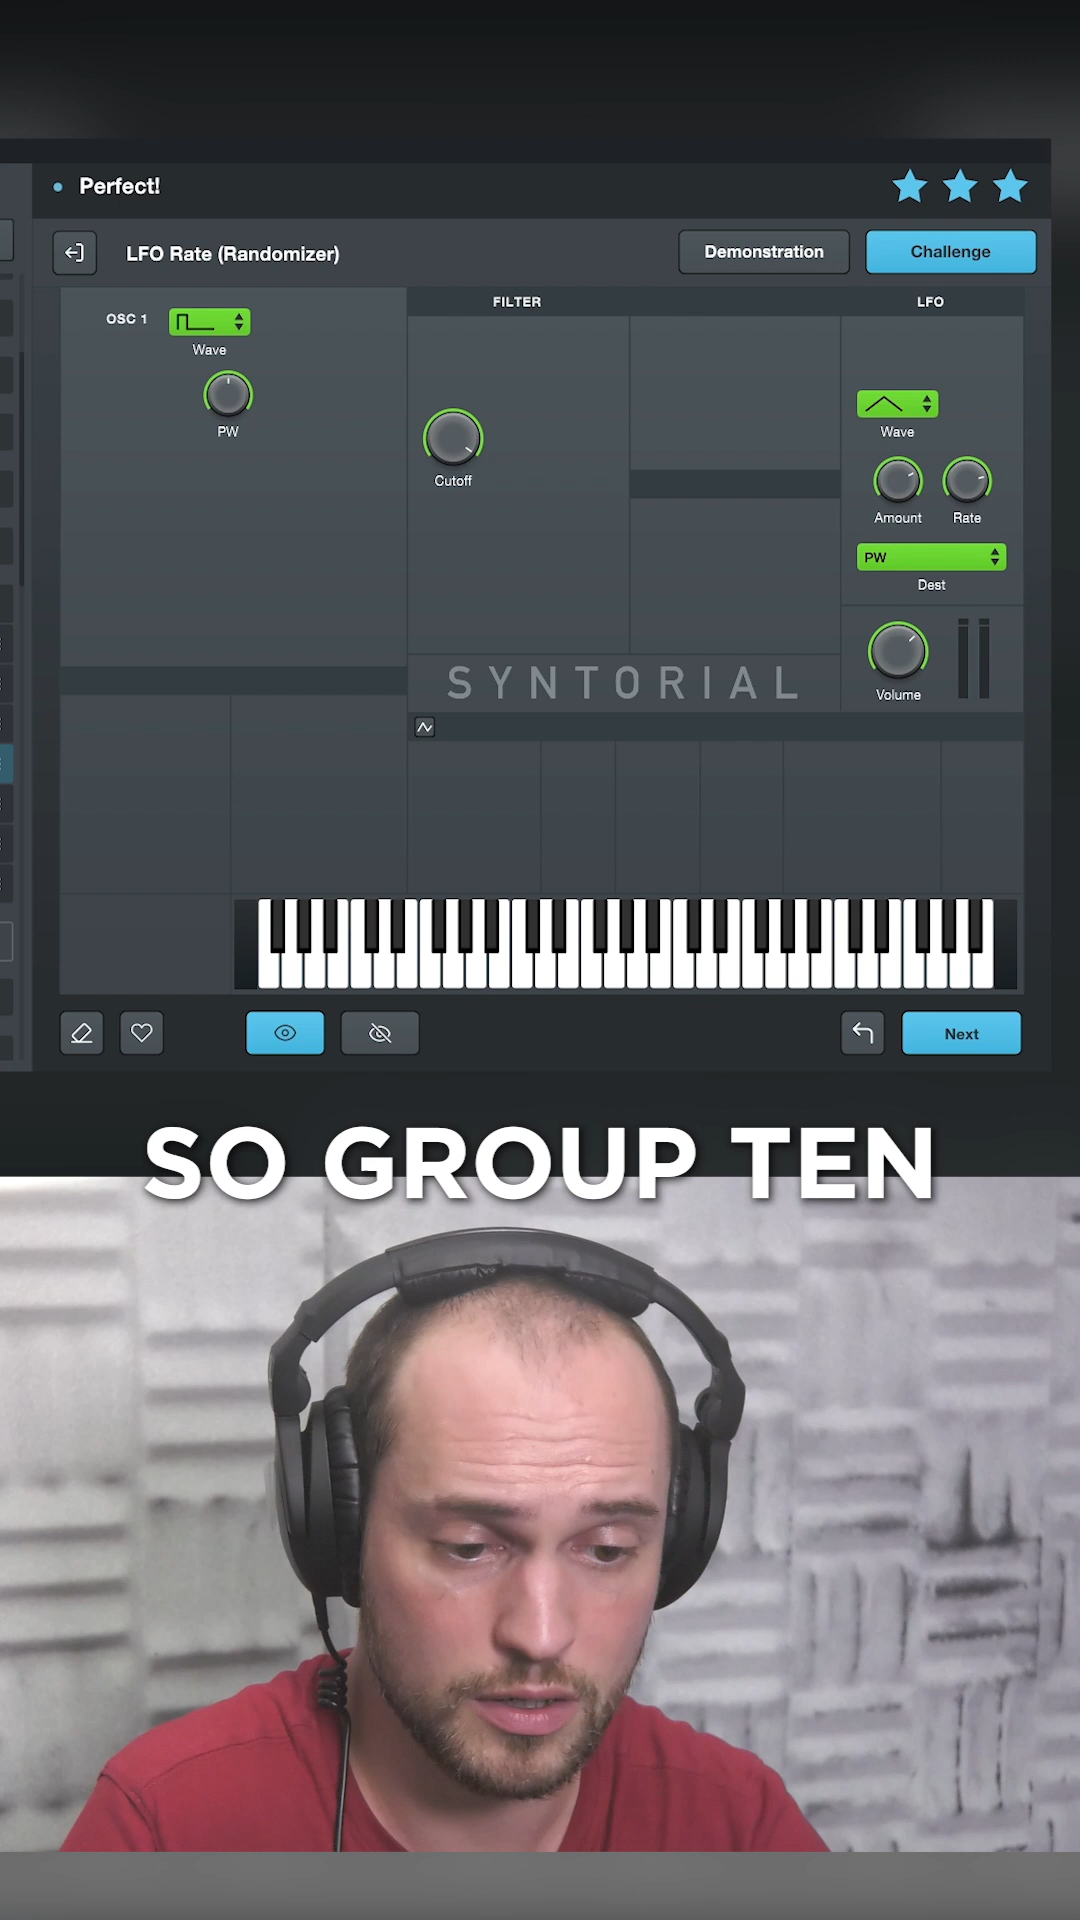 Perfect!
LFO Rate (Randomizer)
Demonstration
Challenge
OSC 1
Wave
PW
FILTER
Cutoff
LFO
Wave
Amount
Rate
PW
Dest
Volume
SYNTORIAL
Next
SO GROUP TEN